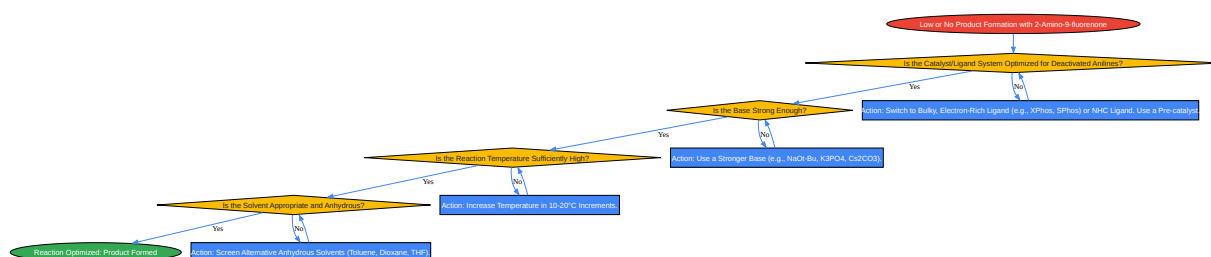 Low or No Product Formation with 2-Amino-9-fluorenone
Is the Catalyst/Ligand System Optimized for Deactivated Anilines?
Yes
No
Is the Base Strong Enough?
Action: Switch to Bulky, Electron-Rich Ligand (e.g., XPhos, SPhos) or NHC Ligand. Use a Pre-catalyst.
Yes
No
Is the Reaction Temperature Sufficiently High?
Action: Use a Stronger Base (e.g., NaOt-Bu, K3PO4, Cs2CO3).
Yes
No
Is the Solvent Appropriate and Anhydrous?
Action: Increase Temperature in 10-20°C Increments.
Yes
No
Reaction Optimized: Product Formed
Action: Screen Alternative Anhydrous Solvents (Toluene, Dioxane, THF).